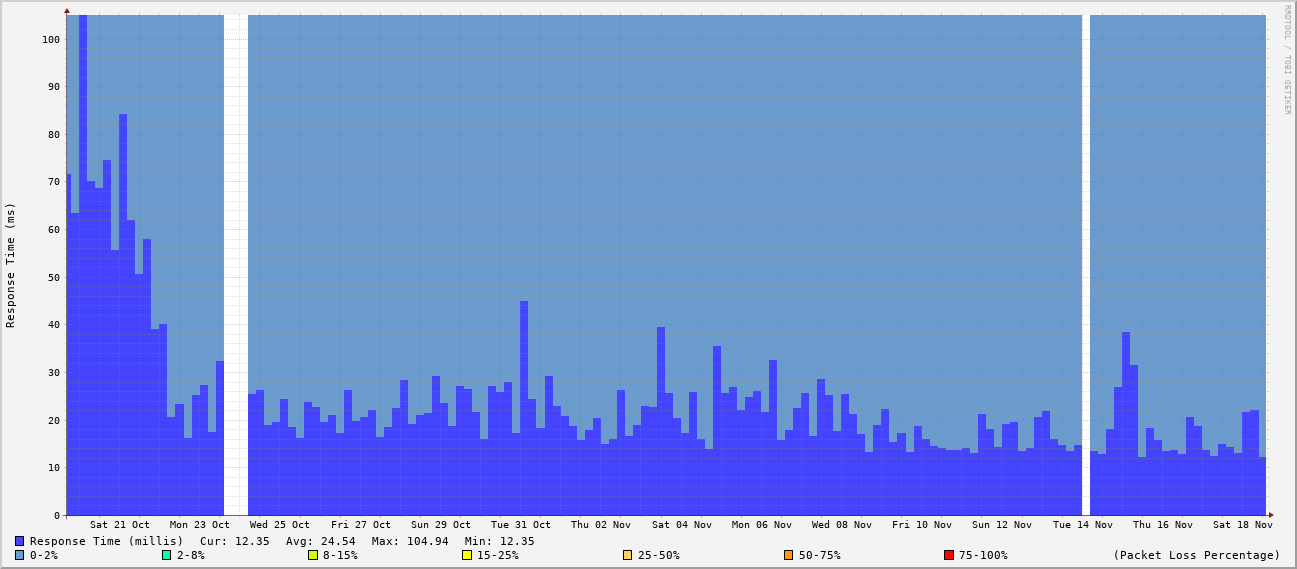 RRDTOOL / TOBI OETIKER
Response Time (ms)
100
90
80
70
60
50
40
30
20
10
0
Sat 21 Oct Mon 23 Oct Wed 25 Oct Fri 27 Oct Sun 29 Oct Tue 31 Oct Thu 02 Nov Sat 04 Nov Mon 06 Nov Wed 08 Nov Fri 10 Nov Sun 12 Nov Tue 14 Nov Thu 16 Nov Sat 18 Nov
Response Time (millis) Cur: 12.35 Avg: 24.54 Max: 104.94 Min: 12.35
0-2% 2-8% 8-15% 15-25% 25-50% 50-75% 75-100% (Packet Loss Percentage)